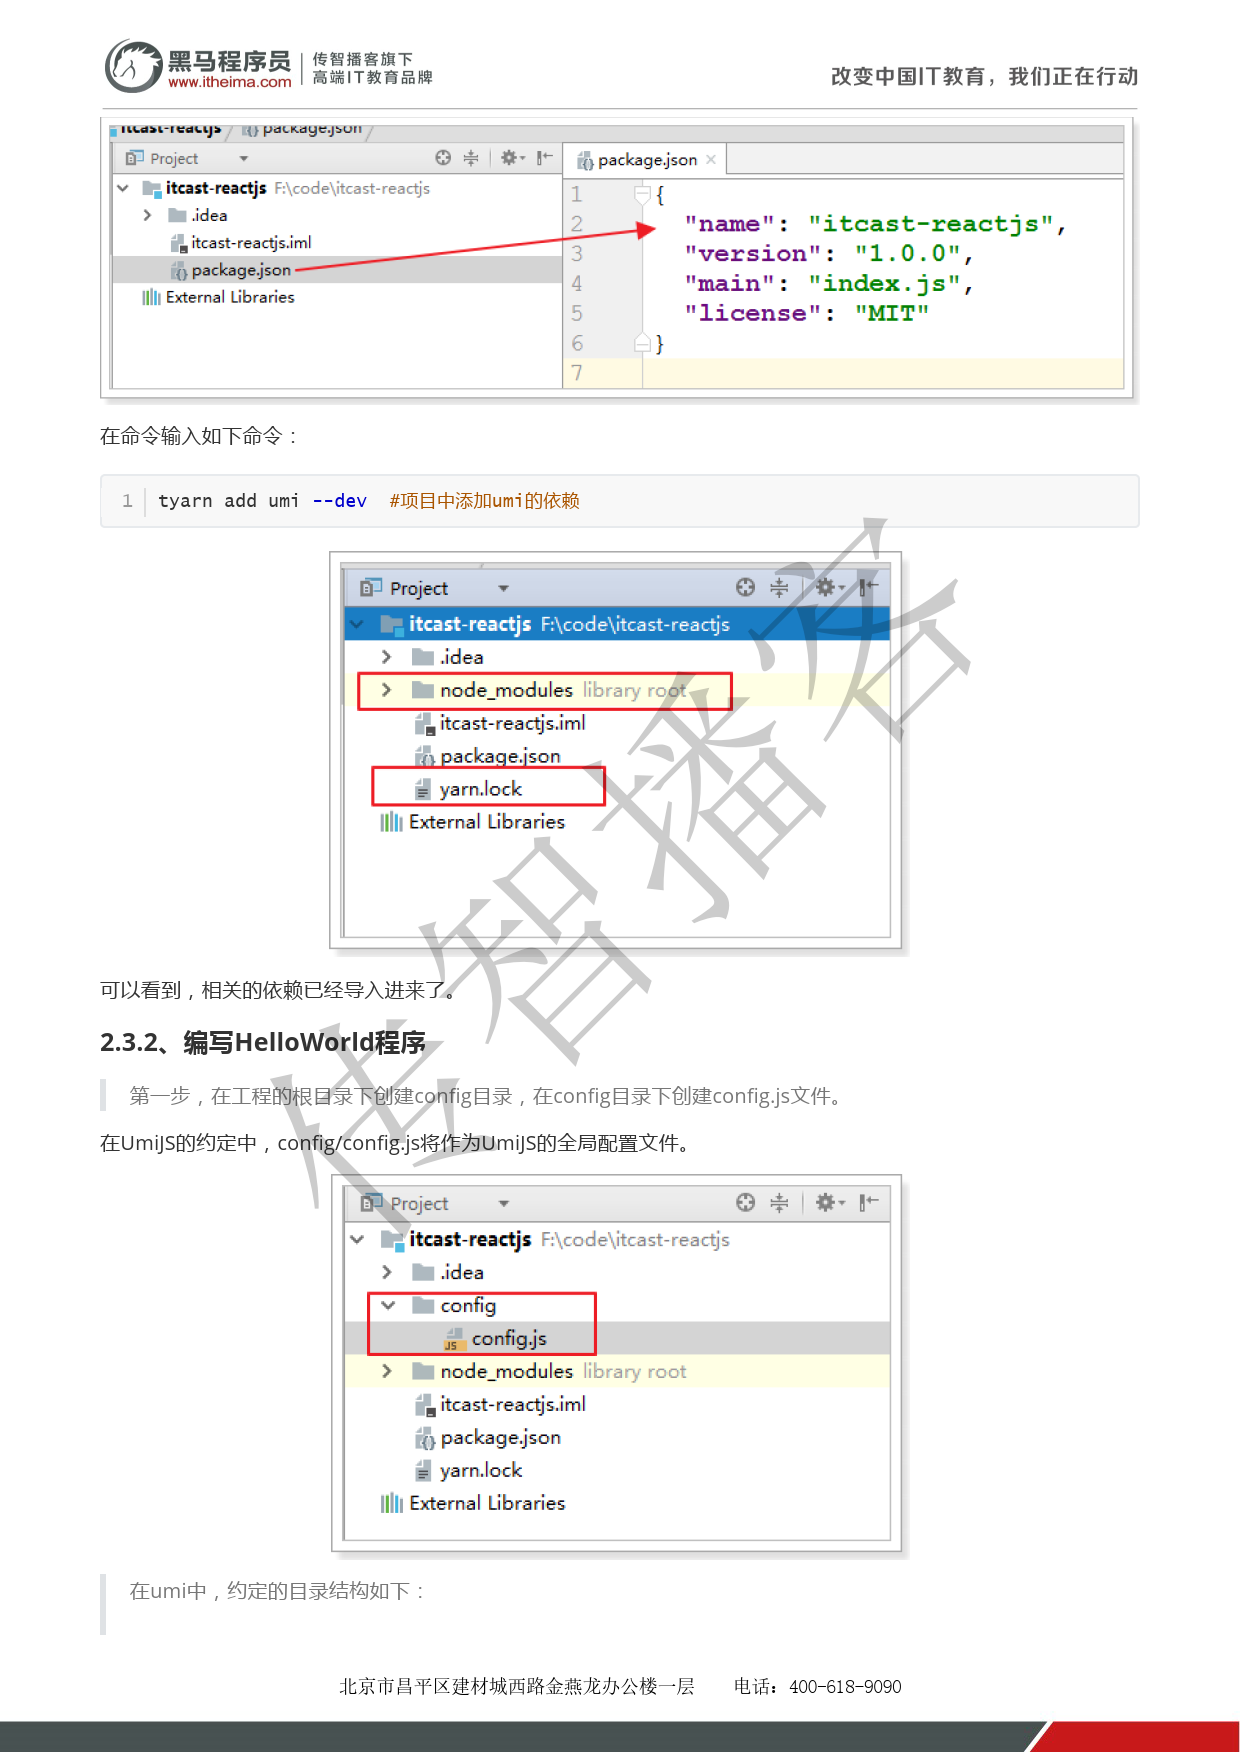 黑马程序员
www.itheima.com
传智播客旗下
高端IT教育品牌
改变中国IT教育，我们正在行动
itcast-reactjs package.json
Project
itcast-reactjs F:\code\itcast-reactjs
.idea
itcast-reactjs.iml
package.json
External Libraries
package.json
1 {
2 "name": "itcast-reactjs",
3 "version": "1.0.0",
4 "main": "index.js",
5 "license": "MIT"
6 }
7
在命令输入如下命令：
1 tyarn add umi --dev #项目中添加umi的依赖
Project
itcast-reactjs F:\code\itcast-reactjs
.idea
node_modules library root
itcast-reactjs.iml
package.json
yarn.lock
External Libraries
可以看到，相关的依赖已经导入进来了。
2.3.2、编写HelloWorld程序
第一步，在工程的根目录下创建config目录，在config目录下创建config.js文件。
在UmiJS的约定中，config/config.js将作为UmiJS的全局配置文件。
Project
itcast-reactjs F:\code\itcast-reactjs
.idea
config
config.js
node_modules library root
itcast-reactjs.iml
package.json
yarn.lock
External Libraries
在umi中，约定的目录结构如下：
传智播客
北京市昌平区建材城西路金燕龙办公楼一层 电话：400-618-9090